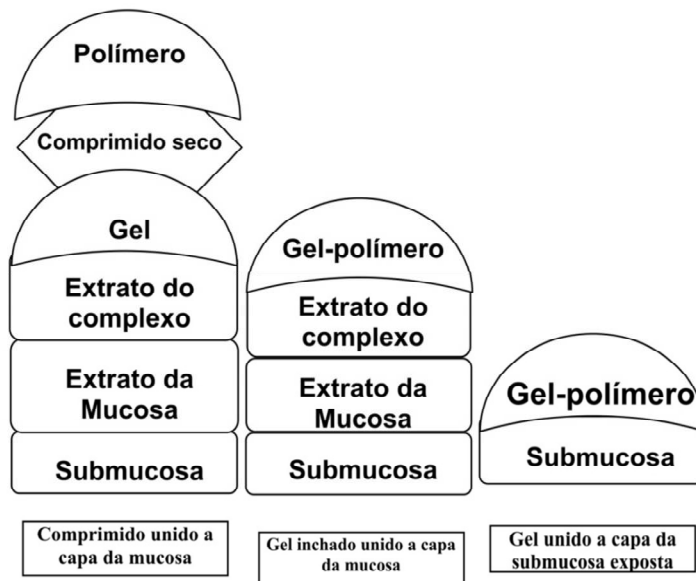 Polímero
Comprimido seco
Gel
Extrato do
complexo
Extrato da
Mucosa
Submucosa
Comprimido unido a
capa da mucosa
Gel-polímero
Extrato do
complexo
Extrato da
Mucosa
Submucosa
Gel inchado unido a capa
da mucosa
Gel-polímero
Submucosa
Gel unido a capa da
submucosa exposta